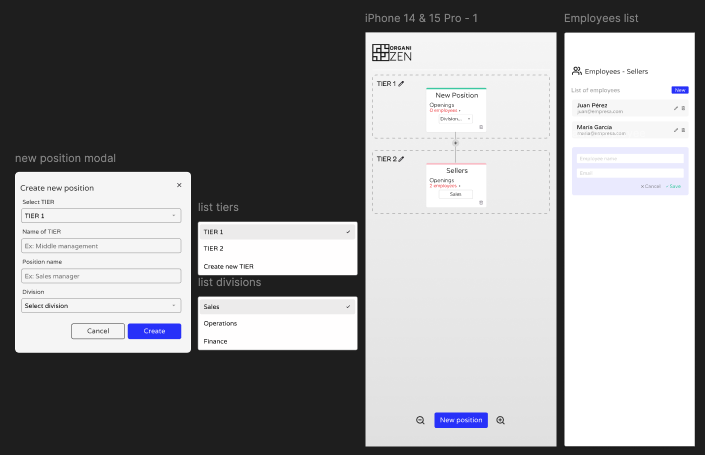 iPhone 14 & 15 Pro - 1
Employees list
ORGANI
ZEN
TIER 1
New Position
Openings
0 employees
Division...
TIER 2
Sellers
Openings
2 employees
Sales
New position
Employees - Sellers
List of employees
New
Juan Pérez
juan@empresa.com
María García
maria@empresa.com
Employee name
Email
× Cancel
+ Save
new position modal
Create new position
×
Select TIER
TIER 1
Name of TIER
Ex: Middle management
Position name
Ex: Sales manager
Division
Select division
Cancel
Create
list tiers
TIER 1
TIER 2
Create new TIER
list divisions
Sales
Operations
Finance